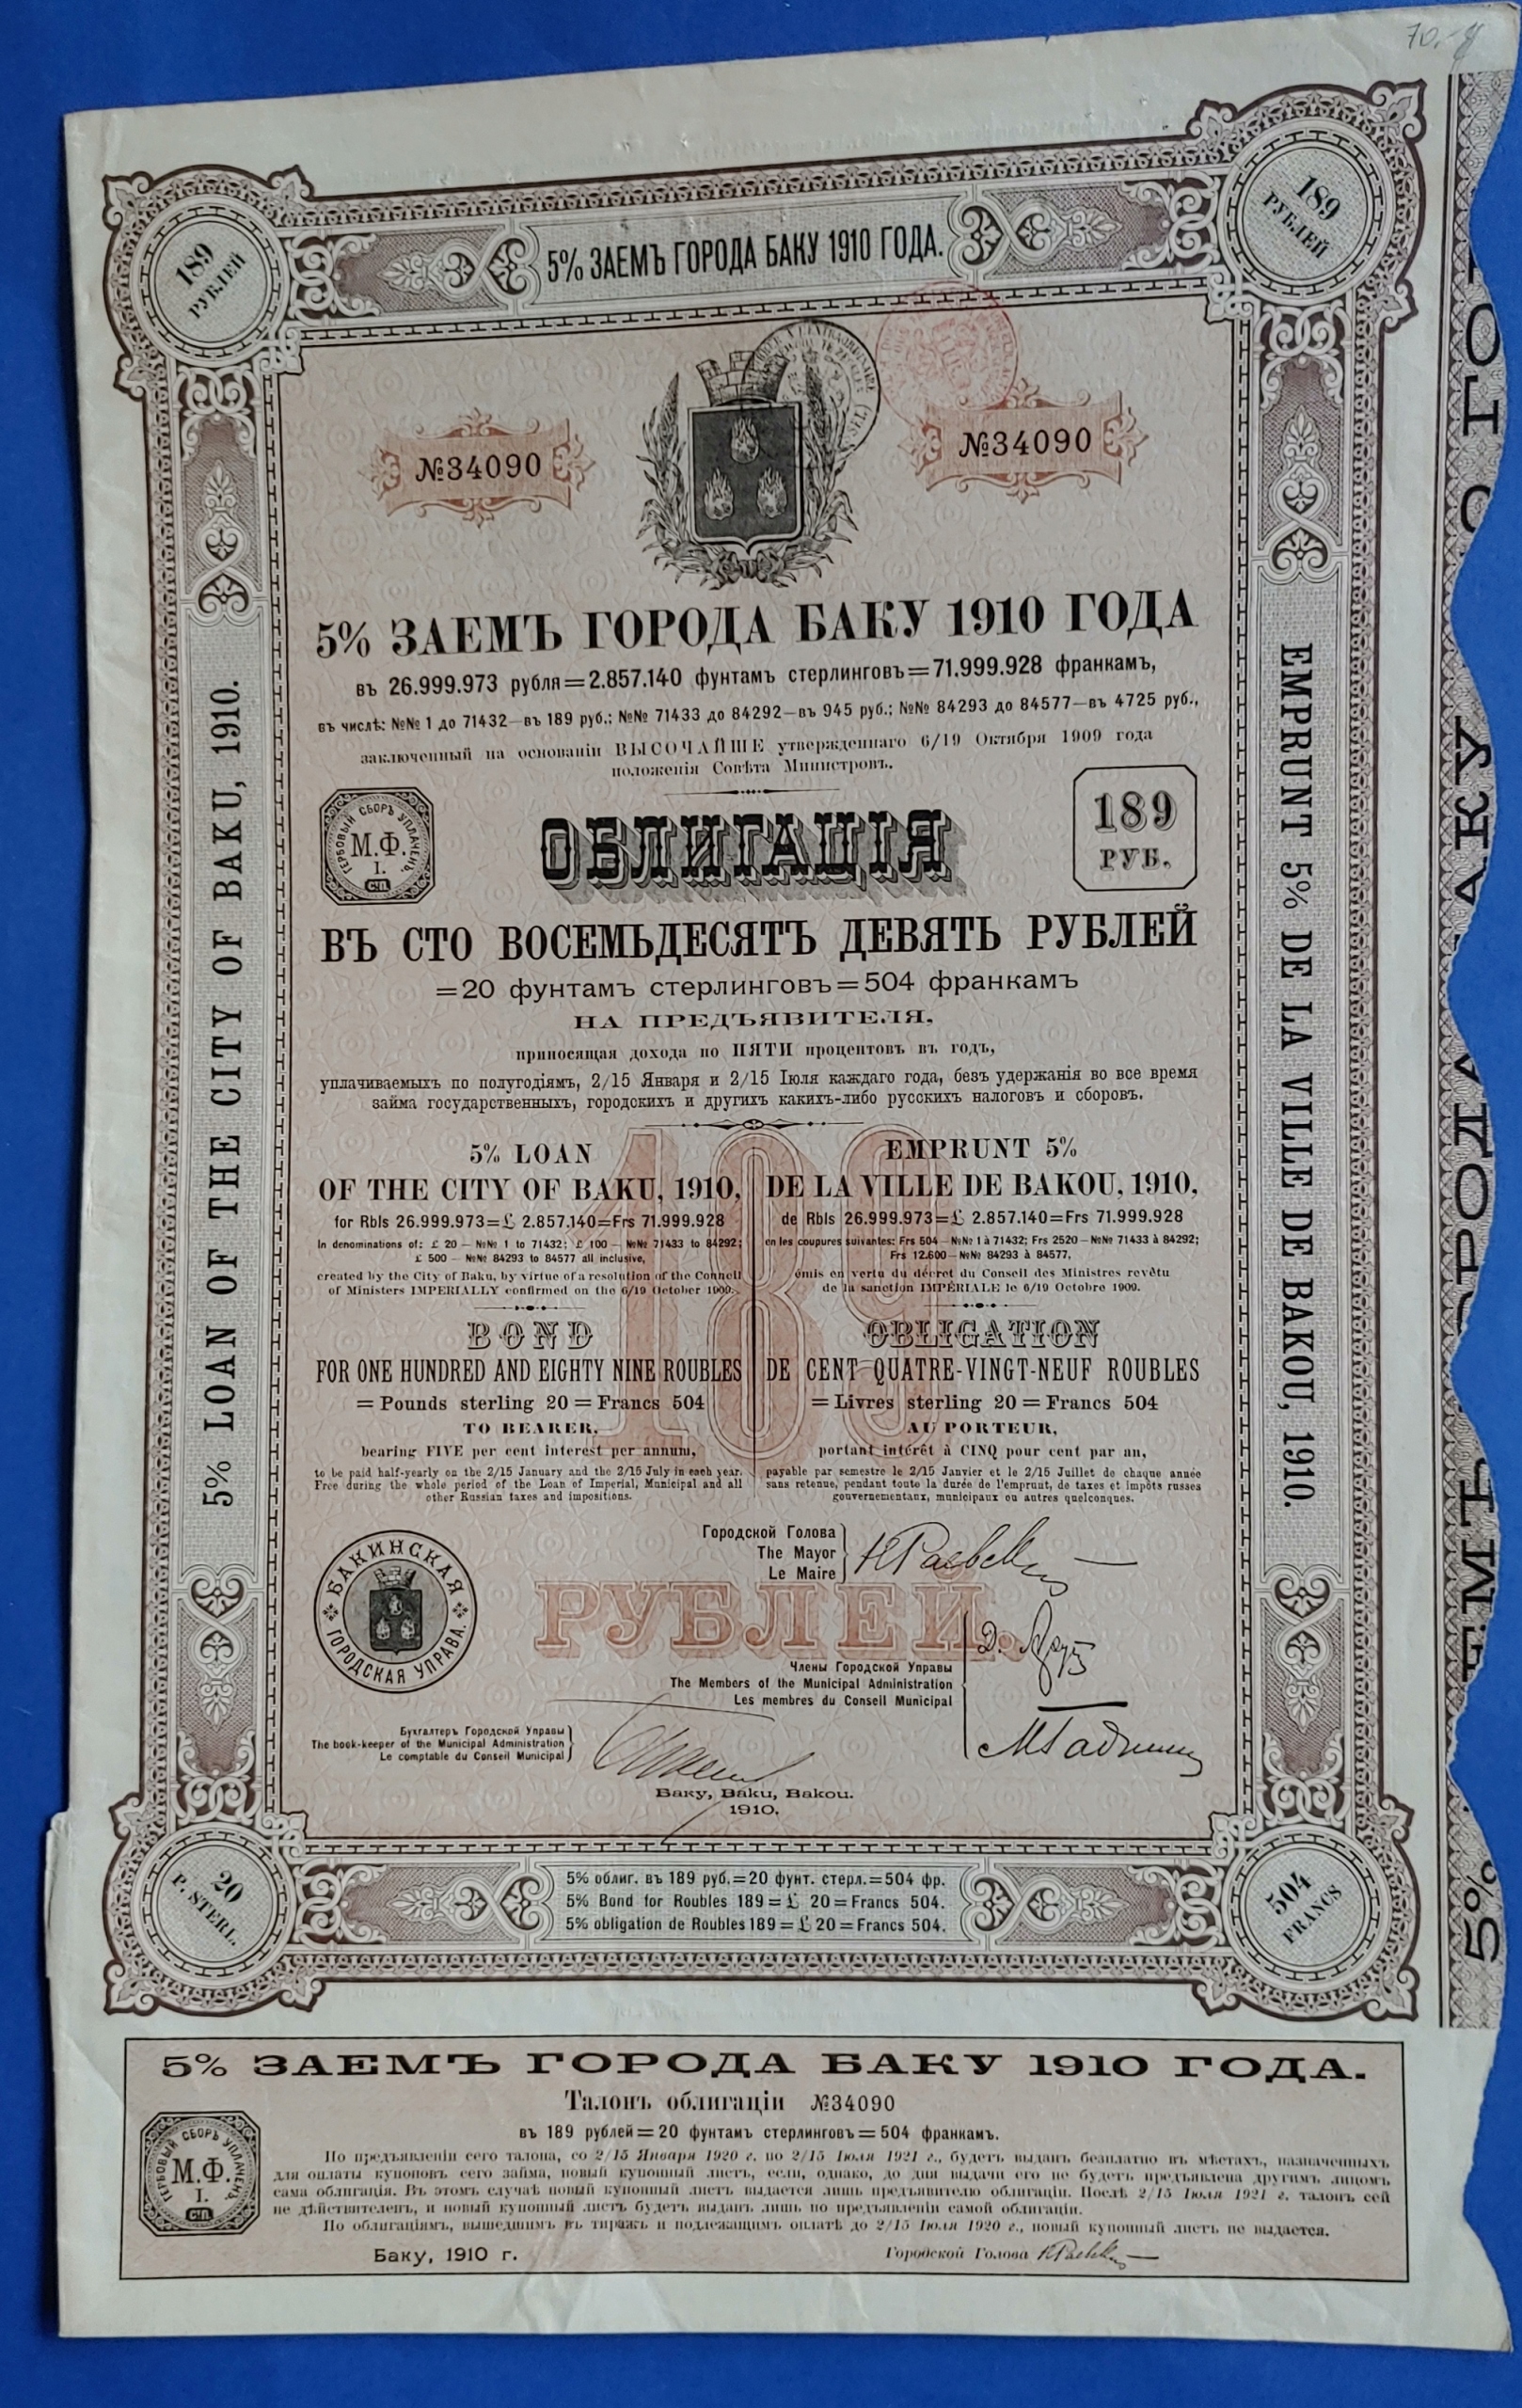 70.-
189
РУБЛЕЙ
5% ЗАЕМЪ ГОРОДА БАКУ 1910 ГОДА.
189
РУБЛЕЙ
5% LOAN OF THE CITY OF BAKU, 1910.
EMPRUNT 5% DE LA VILLE DE BAKOU, 1910.
№34090
№34090
5% ЗАЕМЪ ГОРОДА БАКУ 1910 ГОДА
въ 26.999.973 рубля=2.857.140 фунтамъ стерлинговъ=71.999.928 франкамъ,
въ числѣ: №№ 1 до 71432—въ 189 руб.; №№ 71433 до 84292—въ 945 руб.; №№ 84293 до 84577—въ 4725 руб.,
заключенный на основаніи ВЫСОЧАЙШЕ утвержденнаго 6/19 Октября 1909 года
положенія Совѣта Министровъ.
ГЕРБОВЫЙ СБОРЪ УПЛАЧЕНЪ.
М.Ф.
I.
С.П.
ОБЛИГАЦІЯ
189
РУБ.
ВЪ СТО ВОСЕМЬДЕСЯТЪ ДЕВЯТЬ РУБЛЕЙ
=20 фунтамъ стерлинговъ=504 франкамъ
НА ПРЕДЪЯВИТЕЛЯ,
приносящая дохода по ПЯТИ процентовъ въ годъ,
уплачиваемыхъ по полугодіямъ, 2/15 Января и 2/15 Іюля каждаго года, безъ удержанія во все время
займа государственныхъ, городскихъ и другихъ какихъ-либо русскихъ налоговъ и сборовъ.
189
5% LOAN
OF THE CITY OF BAKU, 1910,
for Rbls 26.999.973=£ 2.857.140=Frs 71.999.928
In denominations of: £ 20 — №№ 1 to 71432; £ 100 — №№ 71433 to 84292;
£ 500 — №№ 84293 to 84577 all inclusive,
created by the City of Baku, by virtue of a resolution of the Conneil
of Ministers IMPERIALLY confirmed on the 6/19 October 1909.
BOND
FOR ONE HUNDRED AND EIGHTY NINE ROUBLES
= Pounds sterling 20 = Francs 504
TO BEARER,
bearing FIVE per cent interest per annum,
to be paid half-yearly on the 2/15 January and the 2/15 July in each year.
Free during the whole period of the Loan of Imperial, Municipal and all
other Russian taxes and impositions.
EMPRUNT 5%
DE LA VILLE DE BAKOU, 1910,
de Rbls 26.999.973=£ 2.857.140=Frs 71.999.928
en les coupures suivantes: Frs 504 — №№ 1 à 71432; Frs 2520 — №№ 71433 à 84292;
Frs 12.600 — №№ 84293 à 84577,
émis en vertu du décret du Conseil des Ministres revêtu
de la sanction IMPÉRIALE le 6/19 Octobre 1909.
OBLIGATION
DE CENT QUATRE-VINGT-NEUF ROUBLES
= Livres sterling 20 = Francs 504
AU PORTEUR,
portant intérêt à CINQ pour cent par an,
payable par semestre le 2/15 Janvier et le 2/15 Juillet de chaque année
sans retenue, pendant toute la durée de l'emprunt, de taxes et impôts russes
gouvernementaux, municipaux ou autres quelconques.
БАКИНСКАЯ
ГОРОДСКАЯ УПРАВА.
Городской Голова
The Mayor
Le Maire
РУБЛЕЙ.
Члены Городской Управы
The Members of the Municipal Administration
Les membres du Conseil Municipal
Бухгалтеръ Городской Управы
The book-keeper of the Municipal Administration
Le comptable du Conseil Municipal
Баку, Baku, Bakou.
1910.
20
P. STERL.
5% облиг. въ 189 руб.=20 фунт. стерл.=504 фр.
5% Bond for Roubles 189 = £ 20 = Francs 504.
5% obligation de Roubles 189 = £ 20 = Francs 504.
504
FRANCS
5% ЗАЕМЪ ГОРОДА БАКУ 1910 ГОДА.
Талонъ облигаціи №34090
въ 189 рублей=20 фунтамъ стерлинговъ=504 франкамъ.
ГЕРБОВЫЙ СБОРЪ УПЛАЧЕНЪ.
М.Ф.
I.
С.П.
По предъявленіи сего талона, со 2/15 Января 1920 г. по 2/15 Іюля 1921 г., будетъ выданъ безплатно въ мѣстахъ, назначенныхъ
для оплаты купоновъ сего займа, новый купонный листъ, если, однако, до дня выдачи его не будетъ предъявлена другимъ лицомъ
сама облигація. Въ этомъ случаѣ новый купонный листъ выдается лишь предъявителю облигаціи. Послѣ 2/15 Іюля 1921 г. талонъ сей
не дѣйствителенъ, и новый купонный листъ будетъ выданъ лишь по предъявленіи самой облигаціи.
По облигаціямъ, вышедшимъ въ тиражъ и подлежащимъ оплатѣ до 2/15 Іюля 1920 г., новый купонный листъ не выдается.
Баку, 1910 г.
Городской Голова